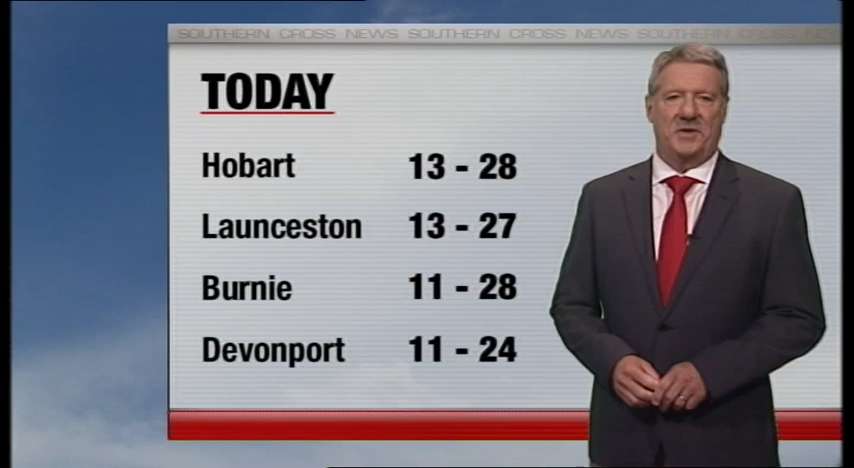 SOUTHERN CROSS NEWS SOUTHERN CROSS NEWS SOUTHERN CROSS NEWS
TODAY
Hobart 13 - 28
Launceston 13 - 27
Burnie 11 - 28
Devonport 11 - 24